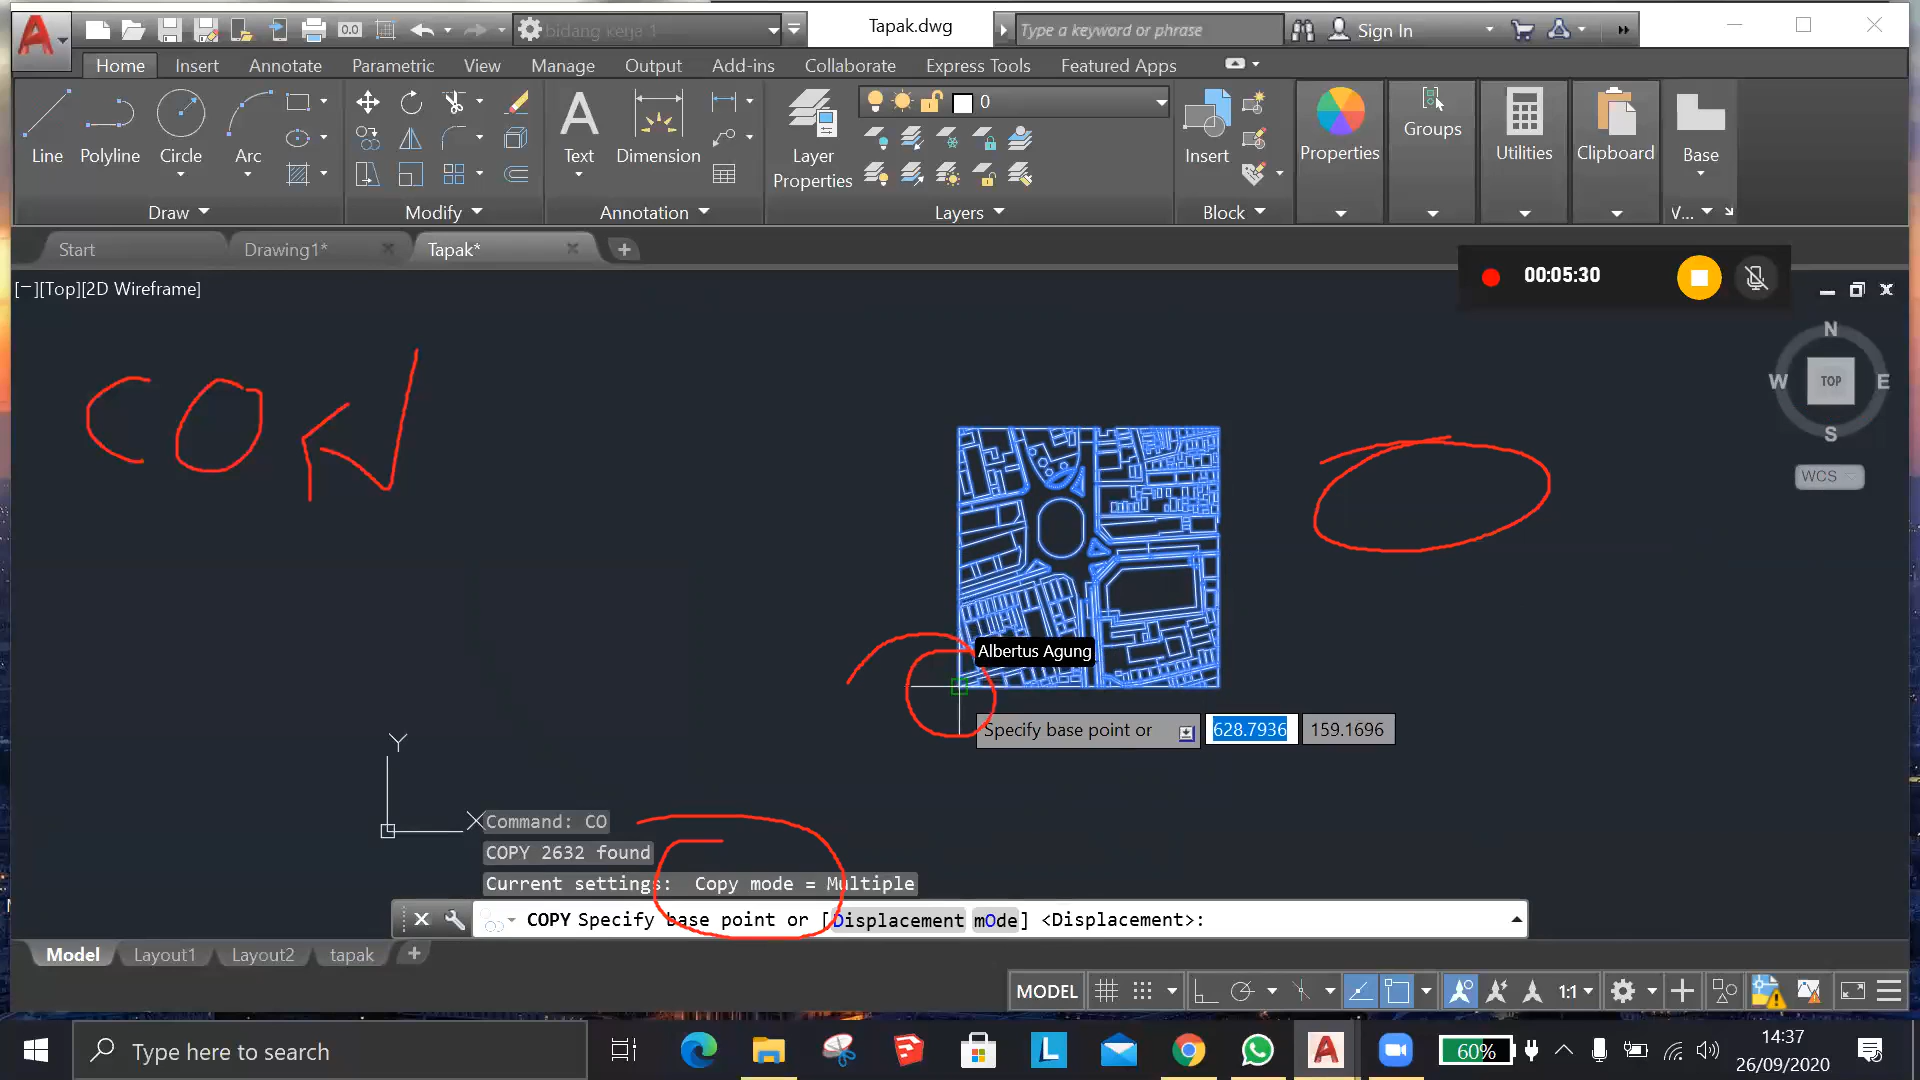 bidang kerja 1
Tapak.dwg
Type a keyword or phrase
Sign In
Home Insert Annotate Parametric View Manage Output Add-ins Collaborate Express Tools Featured Apps
0
Line Polyline Circle Arc
Text Dimension
Layer Properties
Insert
Properties Groups Utilities Clipboard Base
Draw Modify Annotation Layers Block V...
Start Drawing1* Tapak*
00:05:30
[−][Top][2D Wireframe]
N
W TOP E
S
WCS
CO
Albertus Agung
Specify base point or 628.7936 159.1696
Y
X
Command: CO
COPY 2632 found
Current settings: Copy mode = Multiple
COPY Specify base point or [Displacement mOde] <Displacement>:
Model Layout1 Layout2 tapak
MODEL 1:1
Type here to search
60%
14:37
26/09/2020